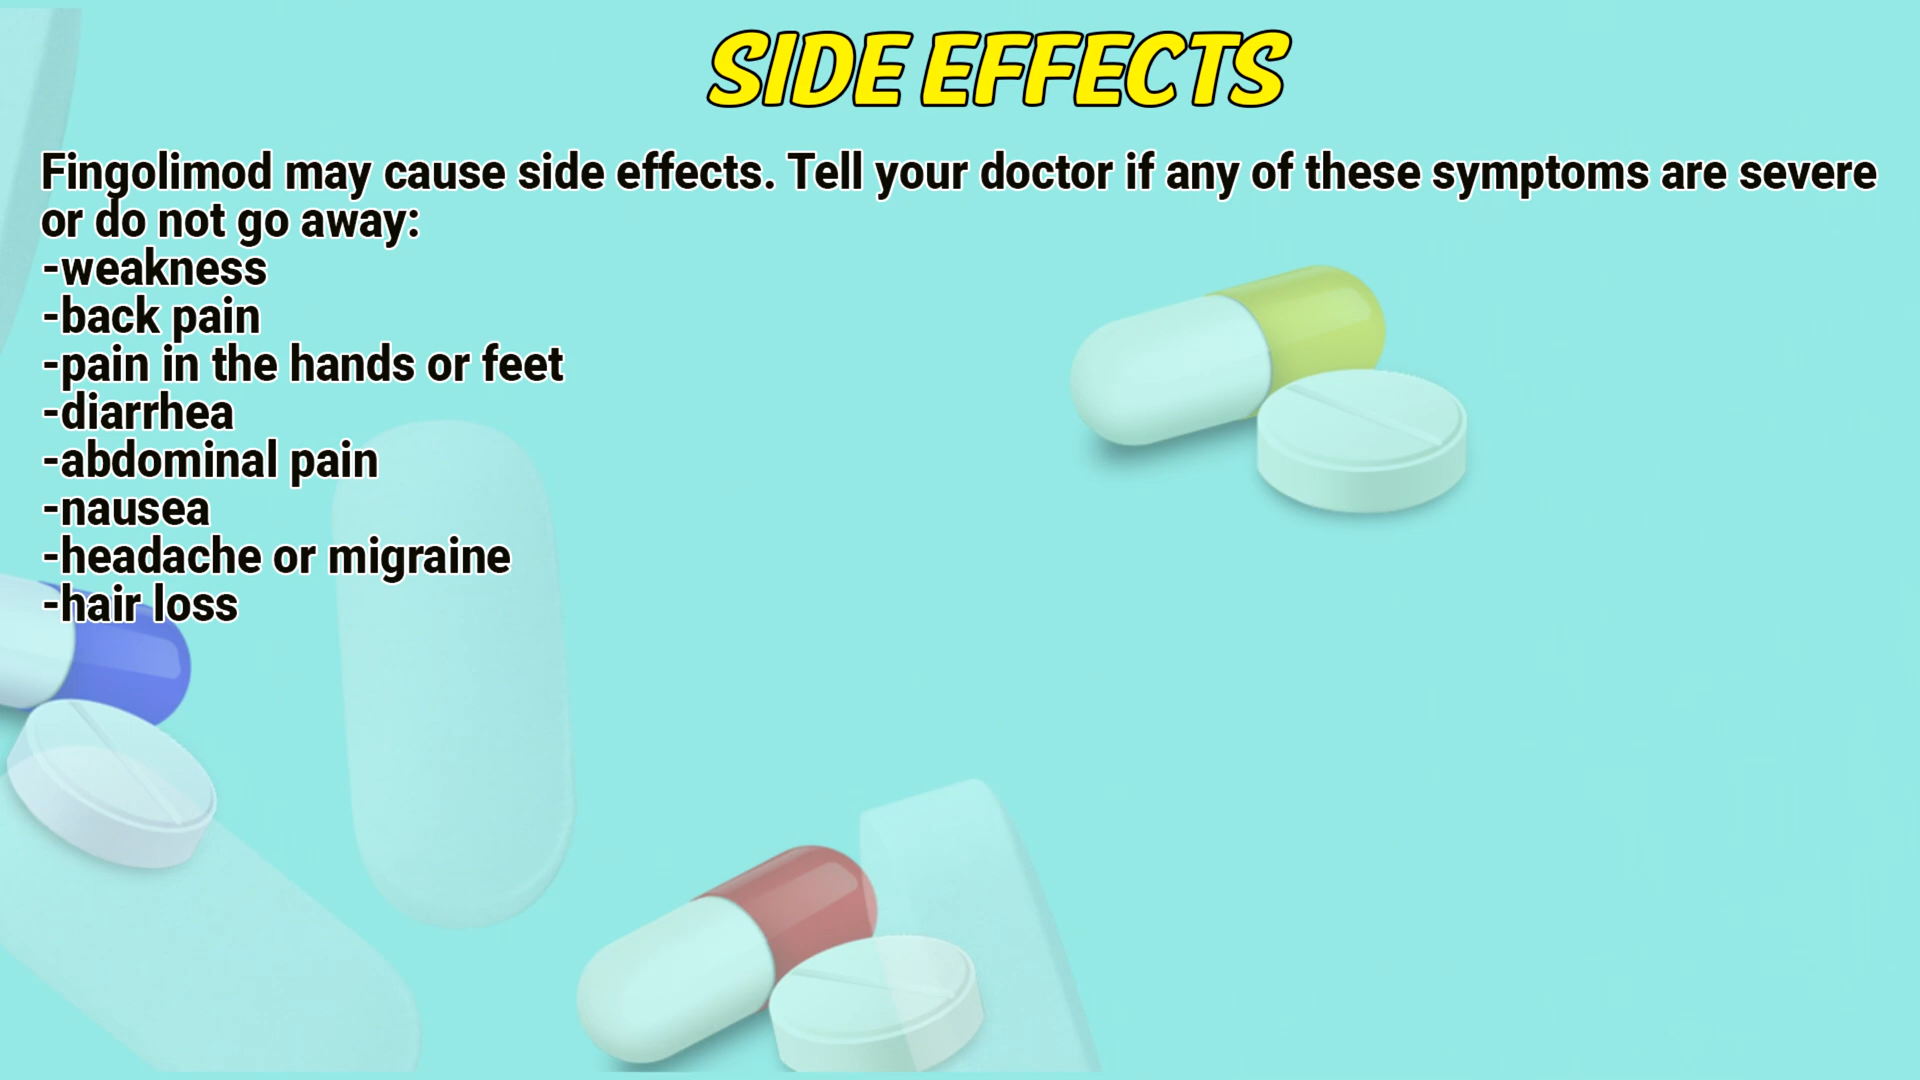 SIDE EFFECTS
Fingolimod may cause side effects. Tell your doctor if any of these symptoms are severe
or do not go away:
-weakness
-back pain
-pain in the hands or feet
-diarrhea
-abdominal pain
-nausea
-headache or migraine
-hair loss